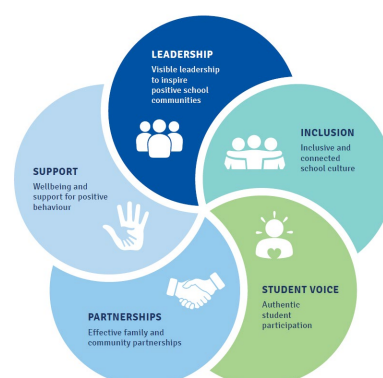 LEADERSHIP
Visible leadership
to inspire
positive school
communities
INCLUSION
Inclusive and
connected
school culture
STUDENT VOICE
Authentic
student
participation
PARTNERSHIPS
Effective family and
community partnerships
SUPPORT
Wellbeing and
support for positive
behaviour